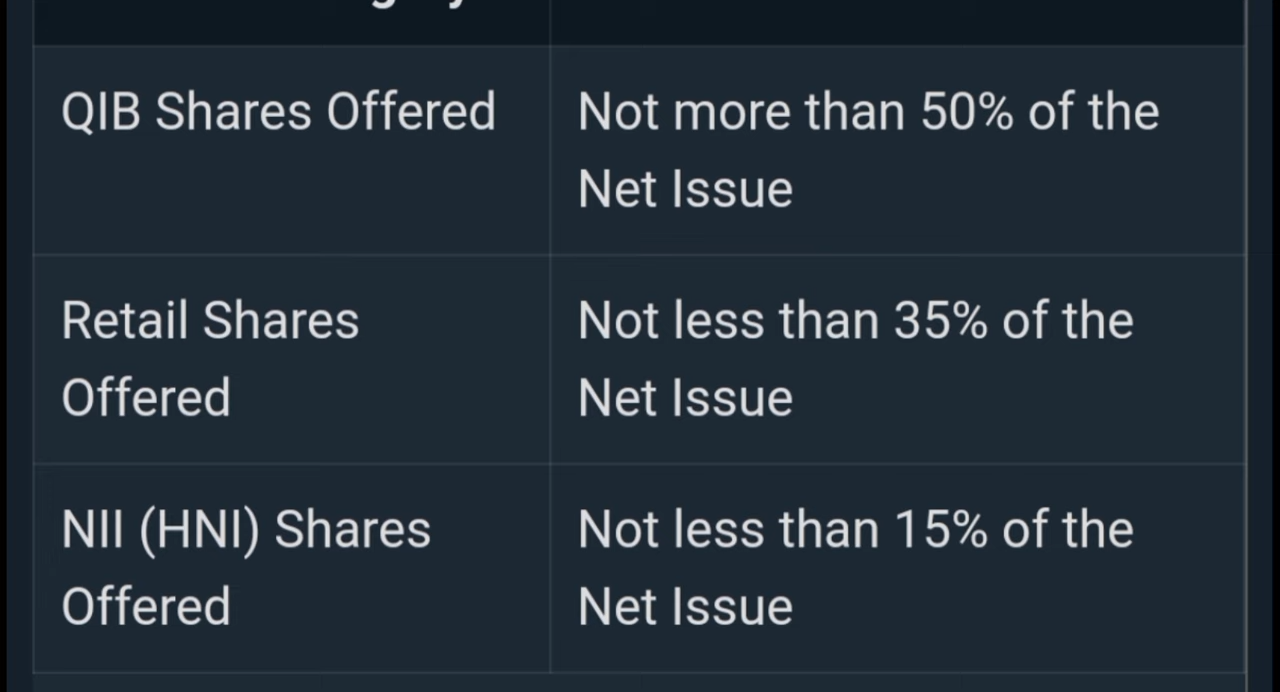 QIB Shares Offered
Not more than 50% of the
Net Issue
Retail Shares
Offered
Not less than 35% of the
Net Issue
NII (HNI) Shares
Offered
Not less than 15% of the
Net Issue